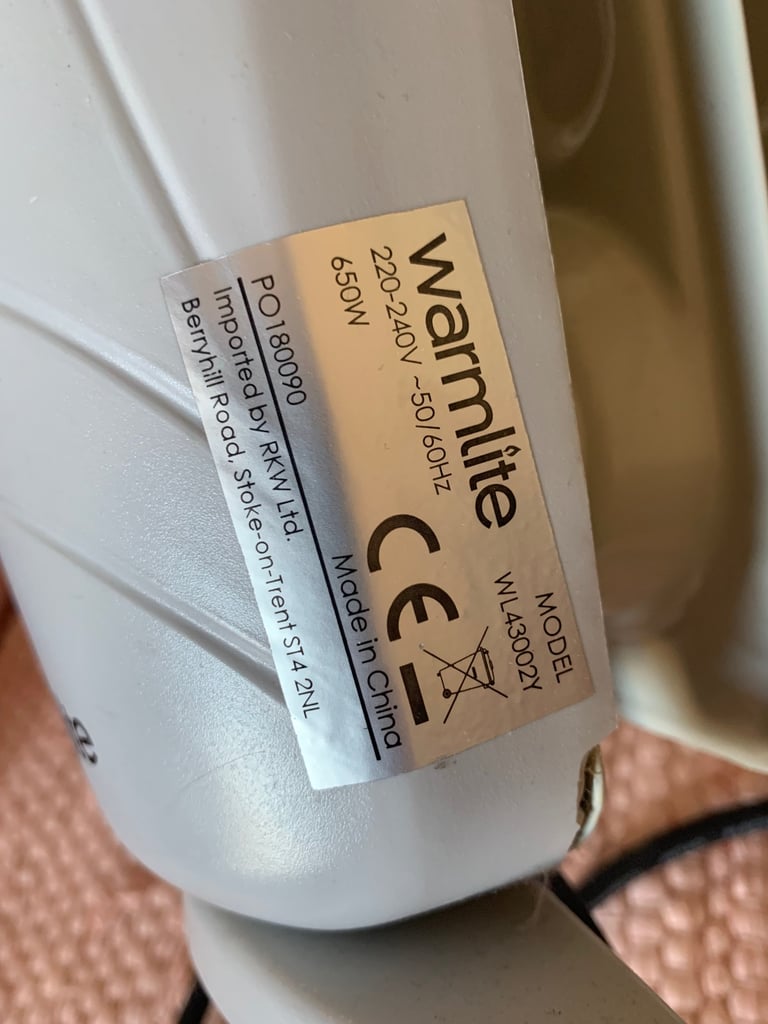 warmlite
220-240V ~50/60Hz
650W
MODEL
WL43002Y
CE
Made in China
PO180090
Imported by RKW Ltd.
Berryhill Road, Stoke-on-Trent ST4 2NL